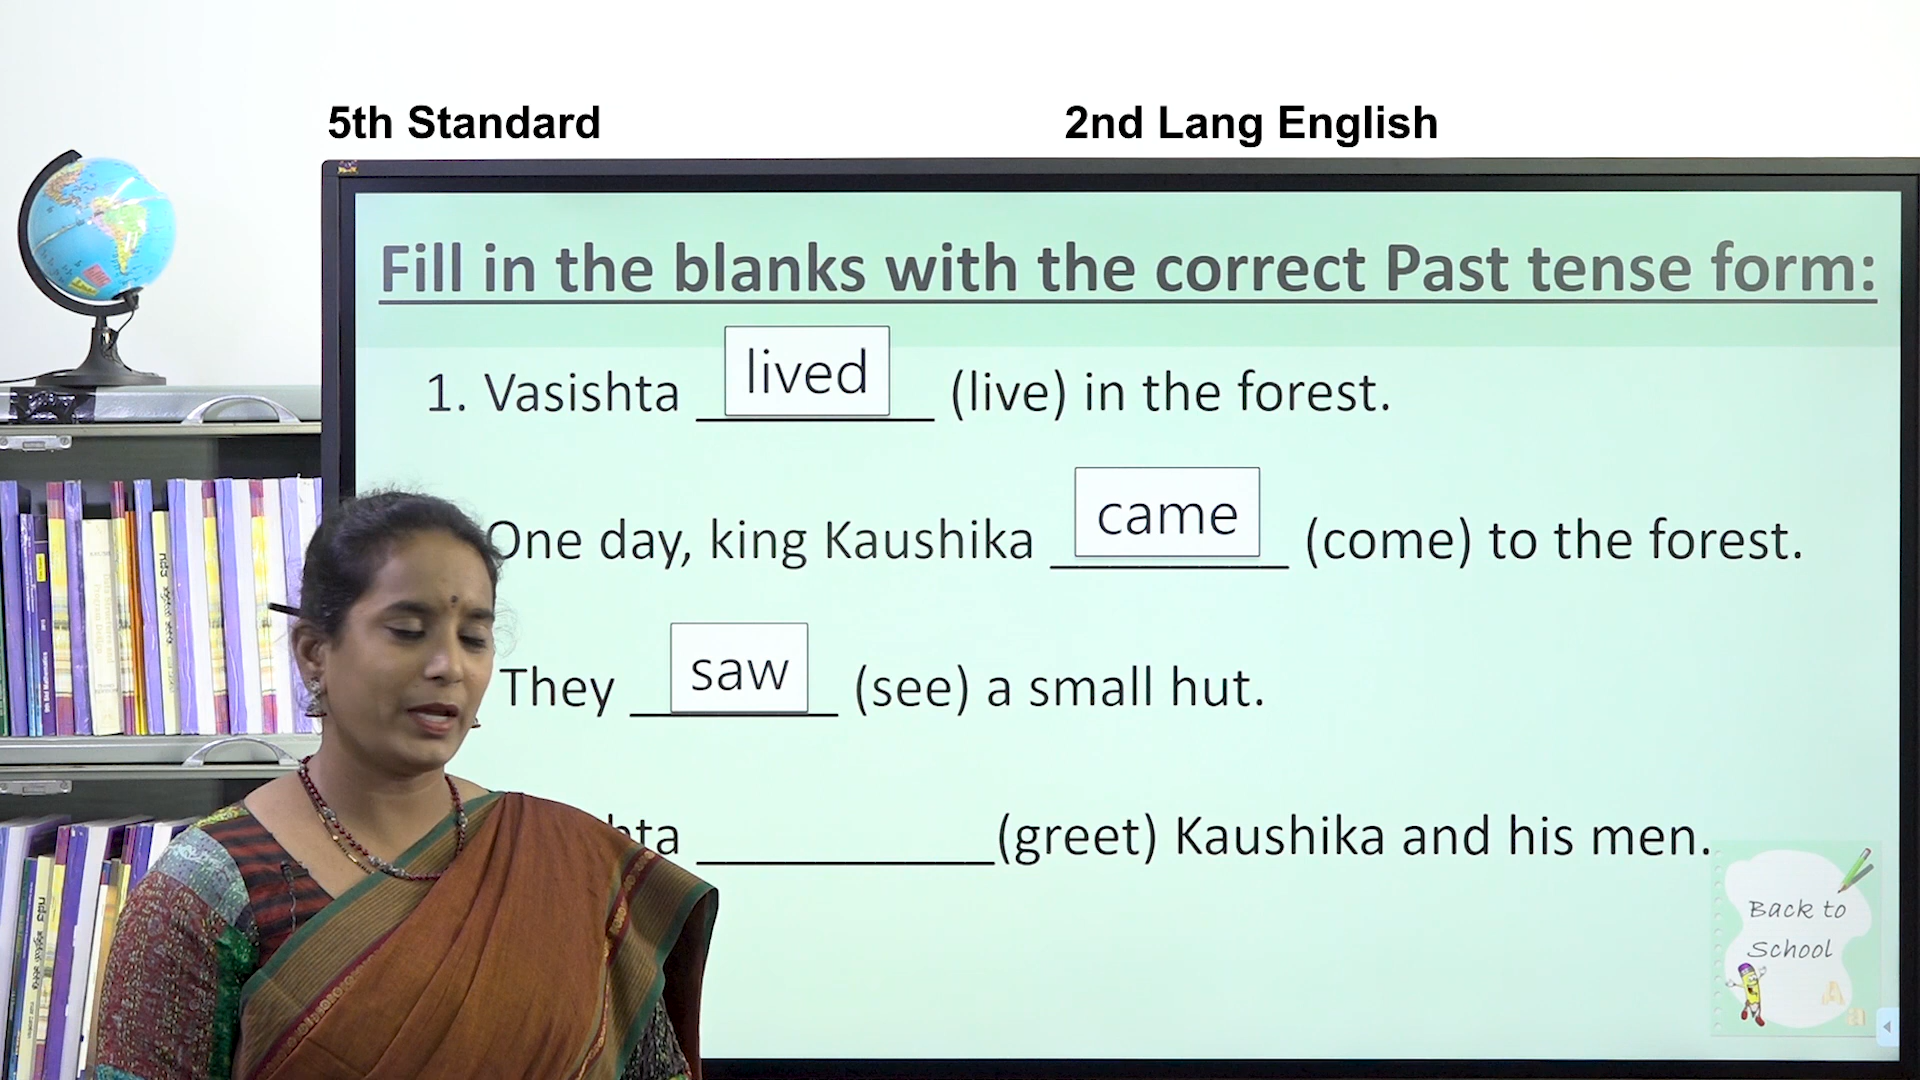 5th Standard
2nd Lang English
Fill in the blanks with the correct Past tense form:
1. Vasishta lived (live) in the forest.
One day, king Kaushika came (come) to the forest.
They saw (see) a small hut.
hta ____________(greet) Kaushika and his men.
Back to
School